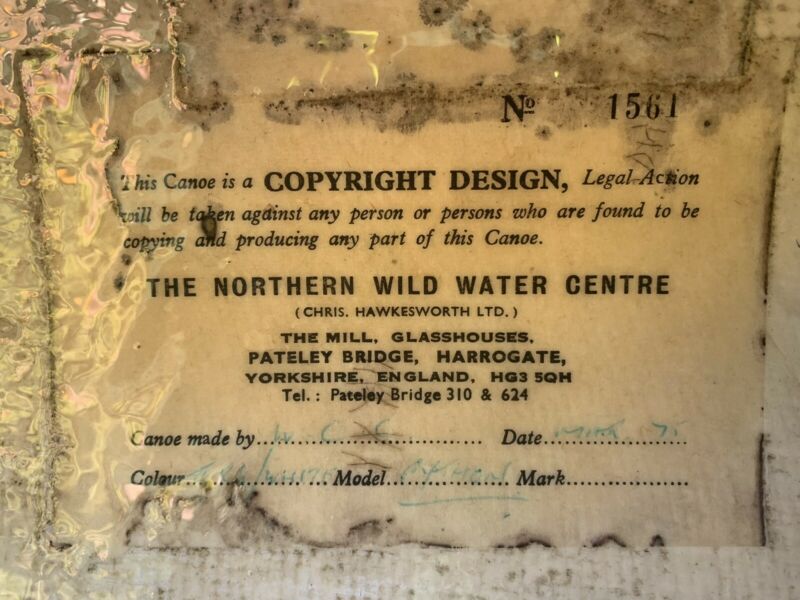 Nº 1561
This Canoe is a COPYRIGHT DESIGN, Legal Action
will be taken against any person or persons who are found to be
copying and producing any part of this Canoe.
THE NORTHERN WILD WATER CENTRE
(CHRIS. HAWKESWORTH LTD.)
THE MILL, GLASSHOUSES,
PATELEY BRIDGE, HARROGATE,
YORKSHIRE, ENGLAND, HG3 5QH
Tel.: Pateley Bridge 310 & 624
Canoe made by Date
Colour Model Mark